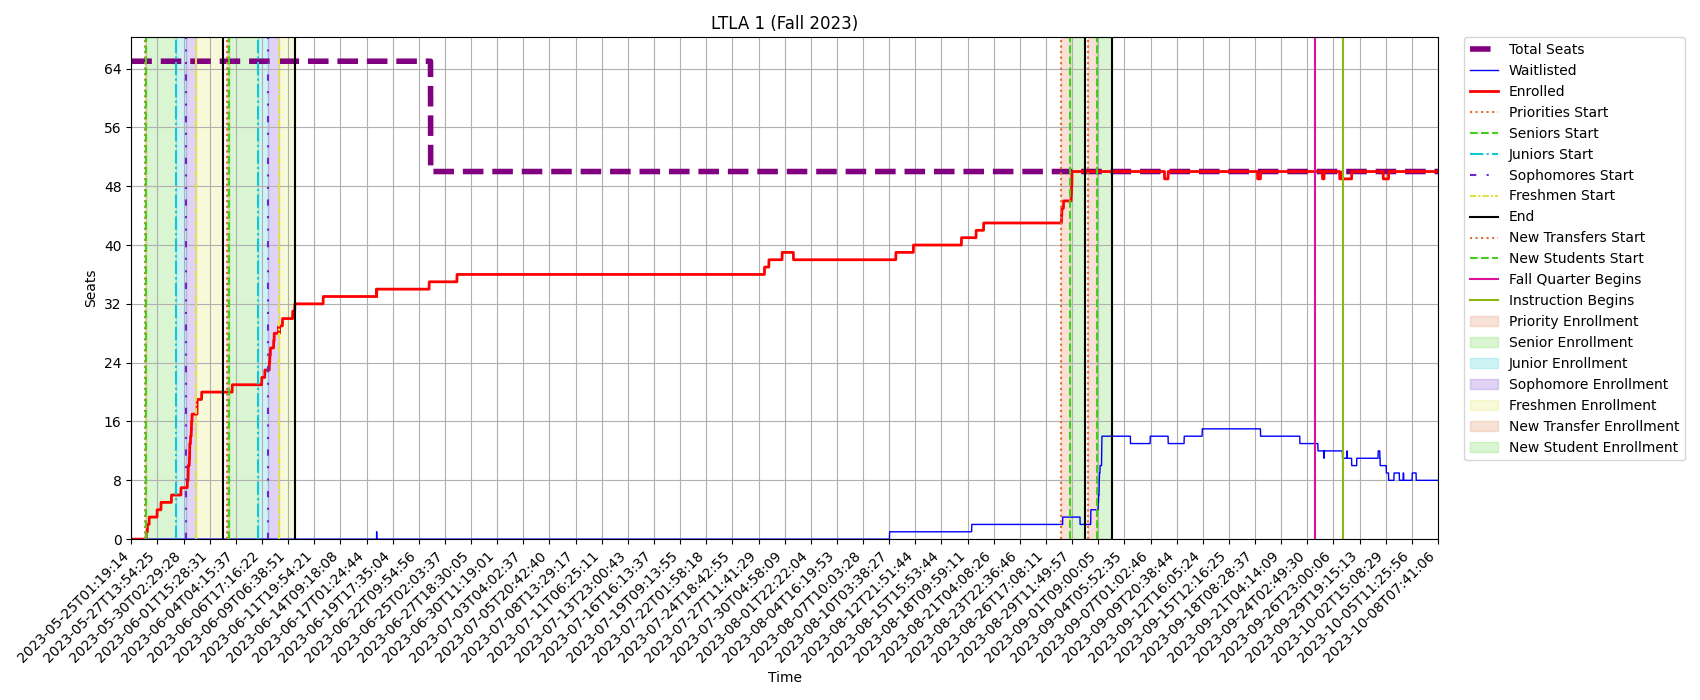 LTLA 1 (Fall 2023)
Seats
64
56
48
40
32
24
16
8
0
2023-05-25T01:19:14
2023-05-27T13:54:25
2023-05-30T02:29:28
2023-06-01T15:28:31
2023-06-04T04:15:37
2023-06-06T17:16:22
2023-06-09T06:38:51
2023-06-11T19:54:21
2023-06-14T09:18:08
2023-06-17T01:24:44
2023-06-19T17:35:04
2023-06-22T09:54:56
2023-06-25T02:03:37
2023-06-27T18:30:05
2023-06-30T11:19:01
2023-07-03T04:02:37
2023-07-05T20:42:40
2023-07-08T13:29:17
2023-07-11T06:25:11
2023-07-13T23:00:43
2023-07-16T16:13:37
2023-07-19T09:13:55
2023-07-22T01:58:18
2023-07-24T18:42:55
2023-07-27T11:41:29
2023-07-30T04:58:09
2023-08-01T22:22:04
2023-08-04T16:19:53
2023-08-07T10:03:28
2023-08-10T03:38:27
2023-08-12T21:51:44
2023-08-15T15:53:44
2023-08-18T09:59:11
2023-08-21T04:08:26
2023-08-23T22:36:46
2023-08-26T17:08:11
2023-08-29T11:49:57
2023-09-01T09:00:05
2023-09-04T05:52:35
2023-09-07T01:02:46
2023-09-09T20:38:44
2023-09-12T16:05:24
2023-09-15T12:16:25
2023-09-18T08:28:37
2023-09-21T04:14:09
2023-09-24T02:49:30
2023-09-26T23:00:06
2023-09-29T19:15:13
2023-10-02T15:08:29
2023-10-05T11:25:56
2023-10-08T07:41:06
Time
Total Seats
Waitlisted
Enrolled
Priorities Start
Seniors Start
Juniors Start
Sophomores Start
Freshmen Start
End
New Transfers Start
New Students Start
Fall Quarter Begins
Instruction Begins
Priority Enrollment
Senior Enrollment
Junior Enrollment
Sophomore Enrollment
Freshmen Enrollment
New Transfer Enrollment
New Student Enrollment